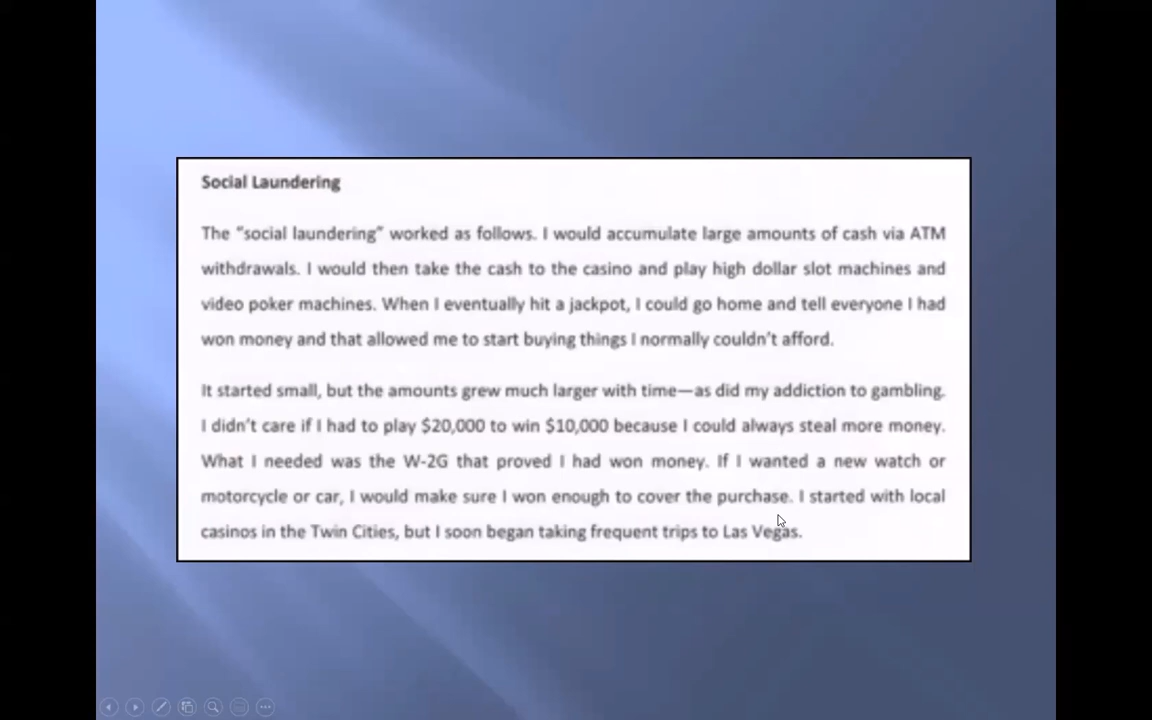 Social Laundering
The "social laundering" worked as follows. I would accumulate large amounts of cash via ATM
withdrawals. I would then take the cash to the casino and play high dollar slot machines and
video poker machines. When I eventually hit a jackpot, I could go home and tell everyone I had
won money and that allowed me to start buying things I normally couldn't afford.
It started small, but the amounts grew much larger with time—as did my addiction to gambling.
I didn't care if I had to play $20,000 to win $10,000 because I could always steal more money.
What I needed was the W-2G that proved I had won money. If I wanted a new watch or
motorcycle or car, I would make sure I won enough to cover the purchase. I started with local
casinos in the Twin Cities, but I soon began taking frequent trips to Las Vegas.